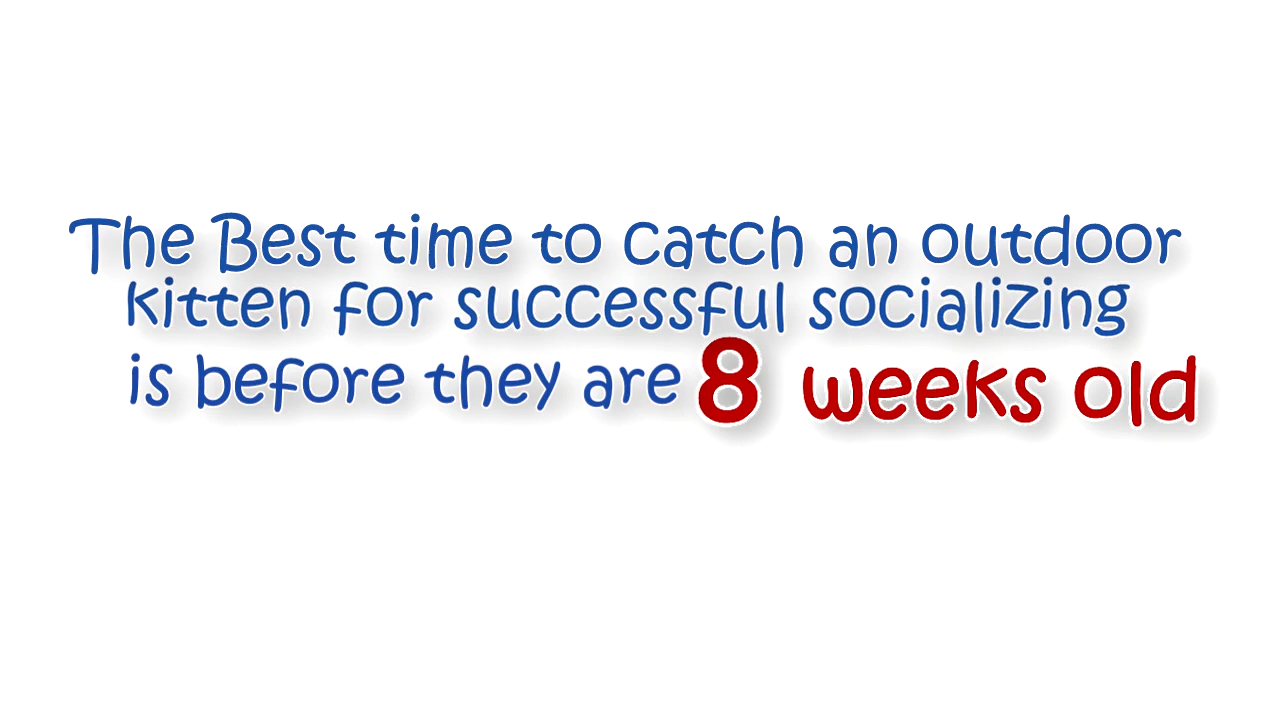 The Best time to catch an outdoor
kitten for successful socializing
is before they are 8 weeks old